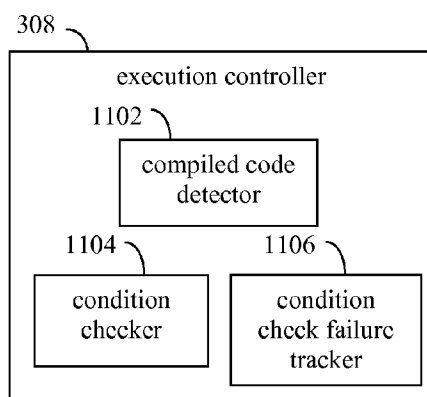 308
execution controller
1102
compiled code
detector
1104
condition
checker
1106
condition
check failure
tracker